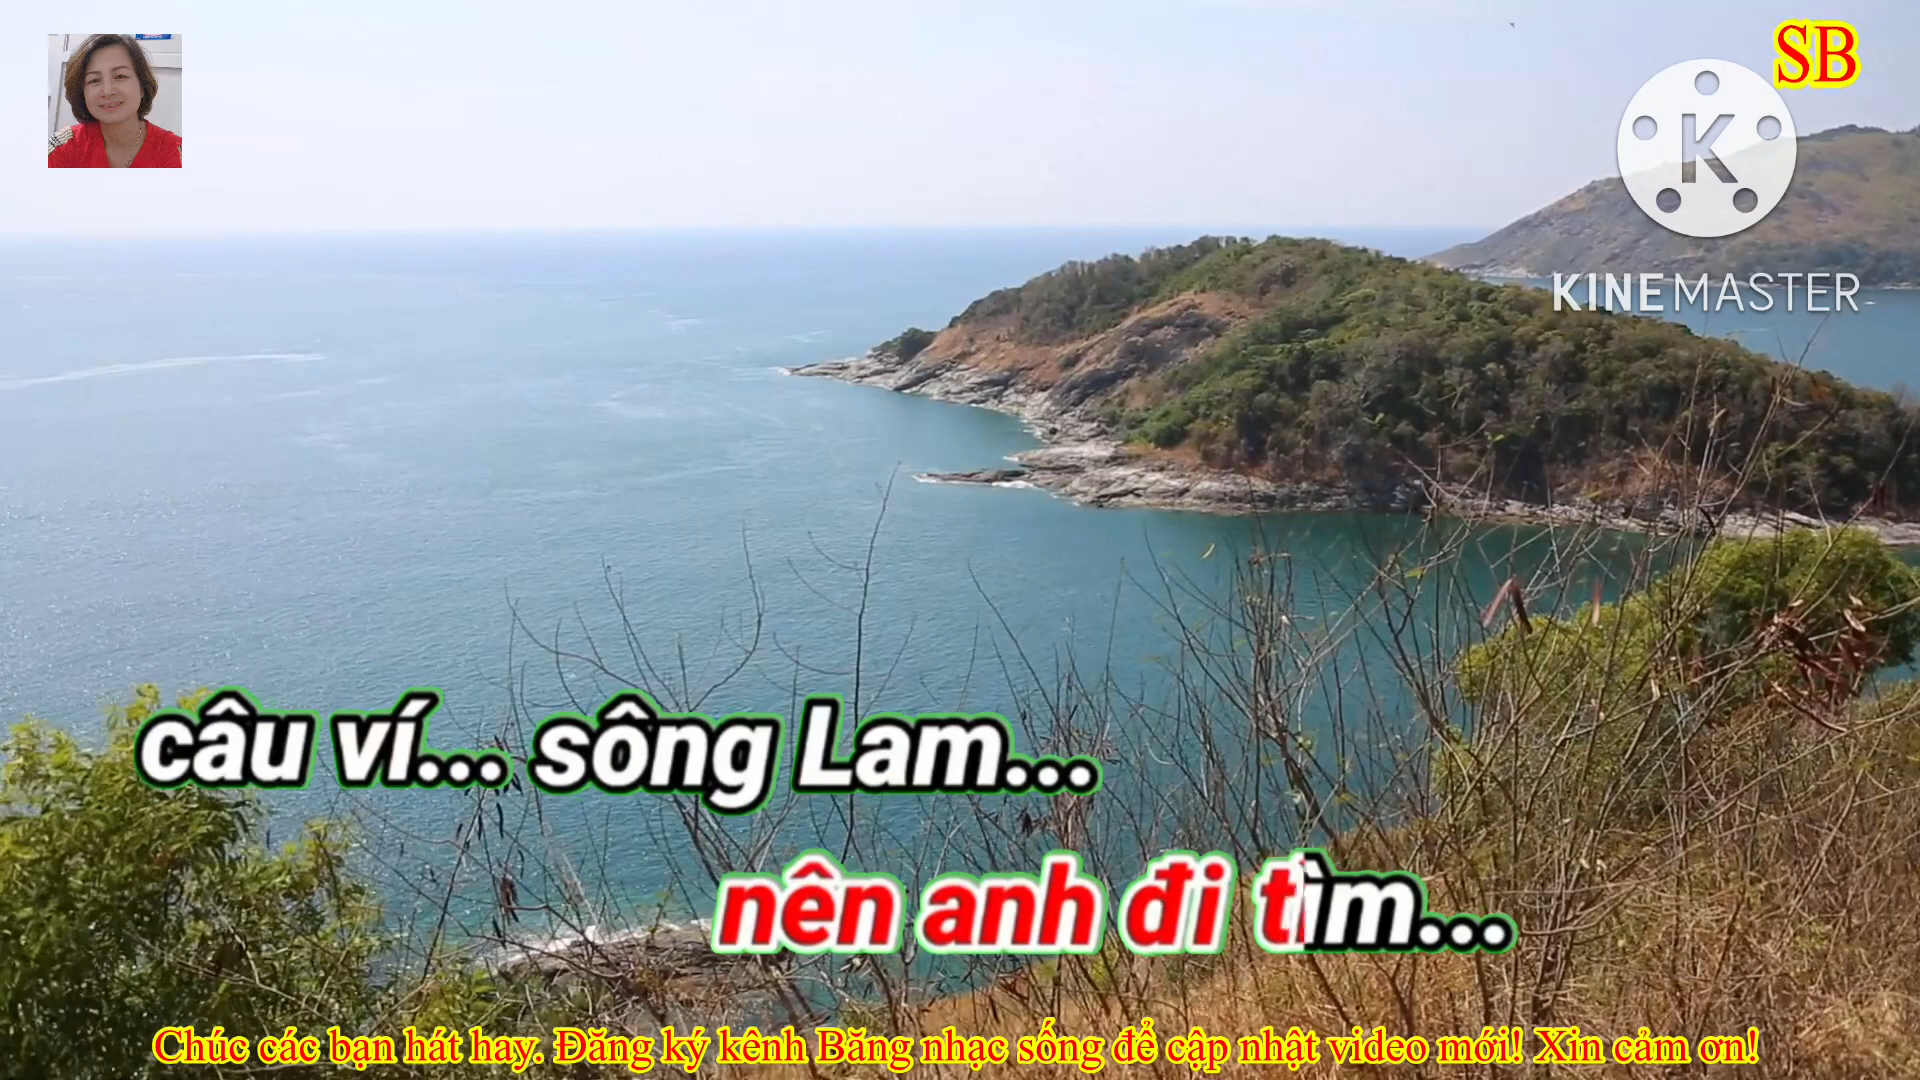 SB
K
KINEMASTER
câu ví... sông Lam...
nên anh đi tìm...
Chúc các bạn hát hay. Đăng ký kênh Băng nhạc sống để cập nhật video mới! Xin cảm ơn!